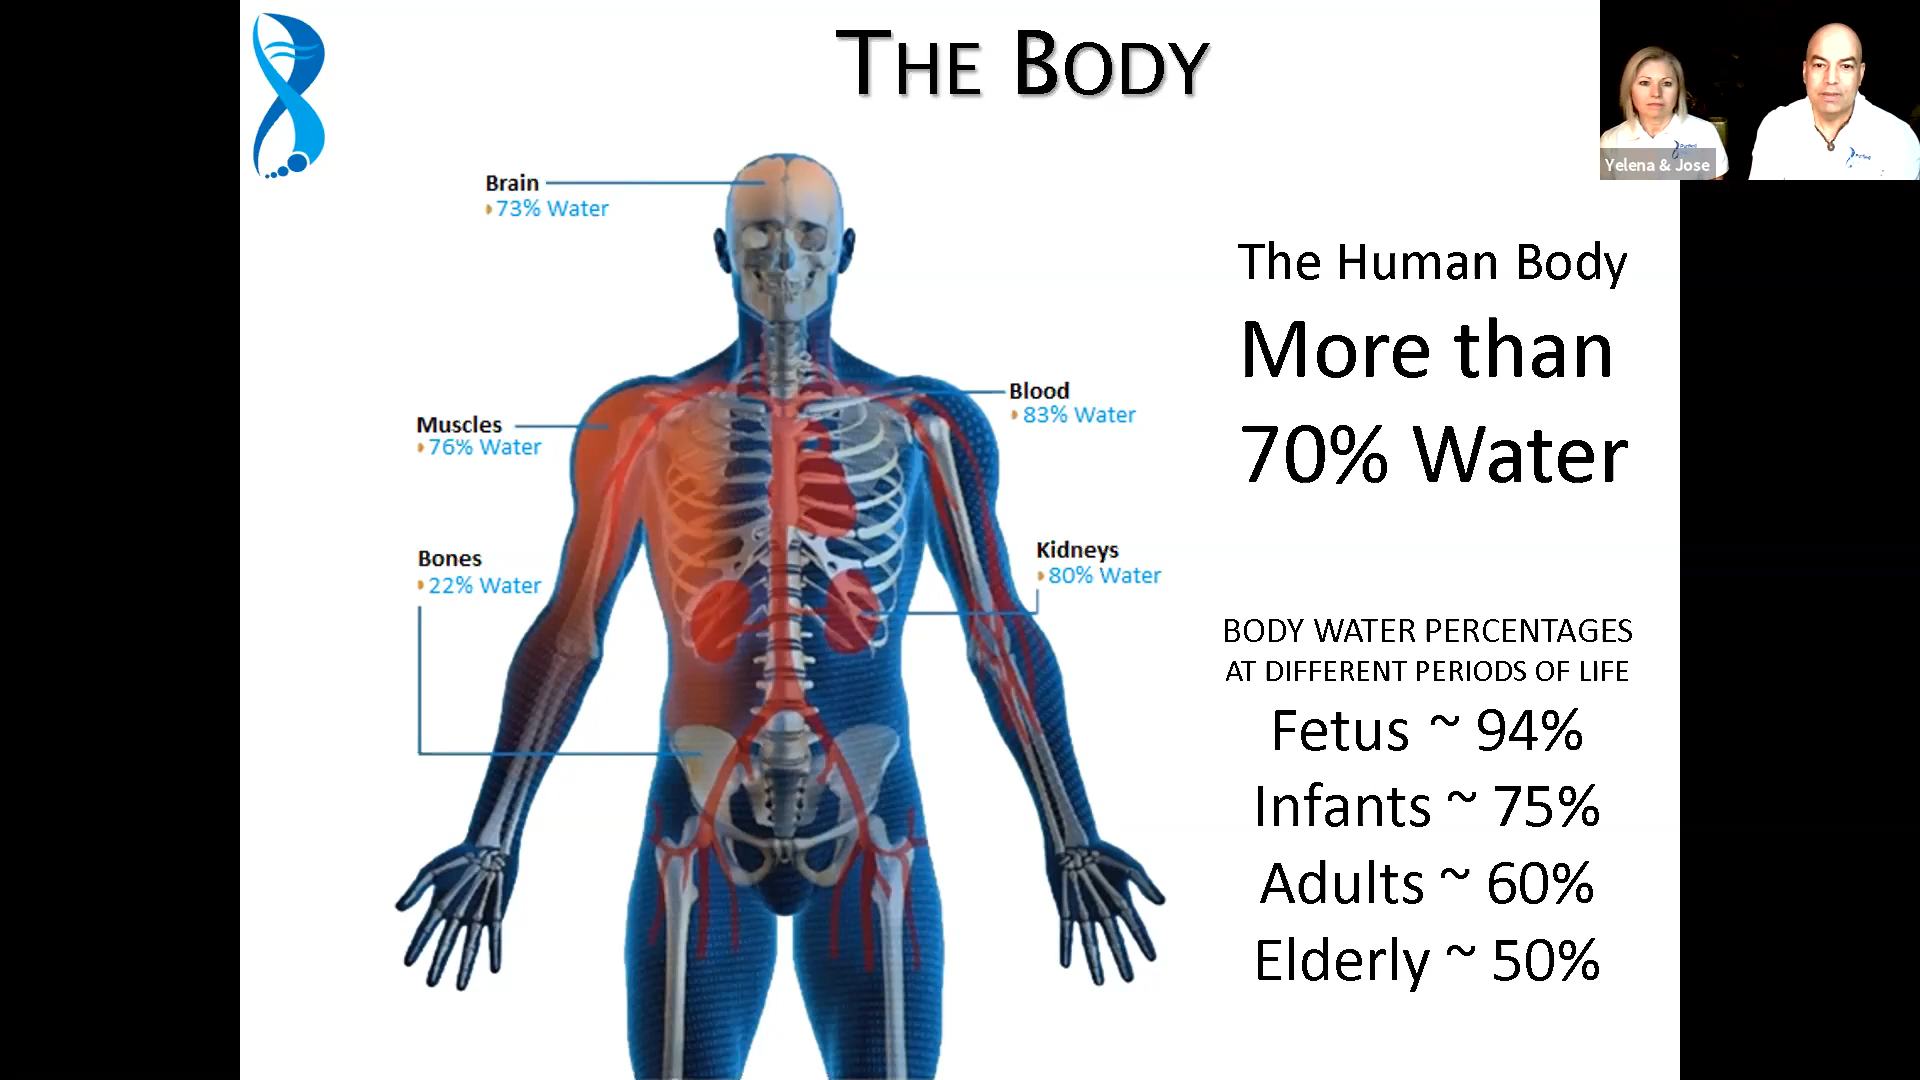 THE BODY
Yelena & Jose
Brain
73% Water
Muscles
76% Water
Bones
22% Water
Blood
83% Water
Kidneys
80% Water
The Human Body
More than
70% Water
BODY WATER PERCENTAGES
AT DIFFERENT PERIODS OF LIFE
Fetus ~ 94%
Infants ~ 75%
Adults ~ 60%
Elderly ~ 50%